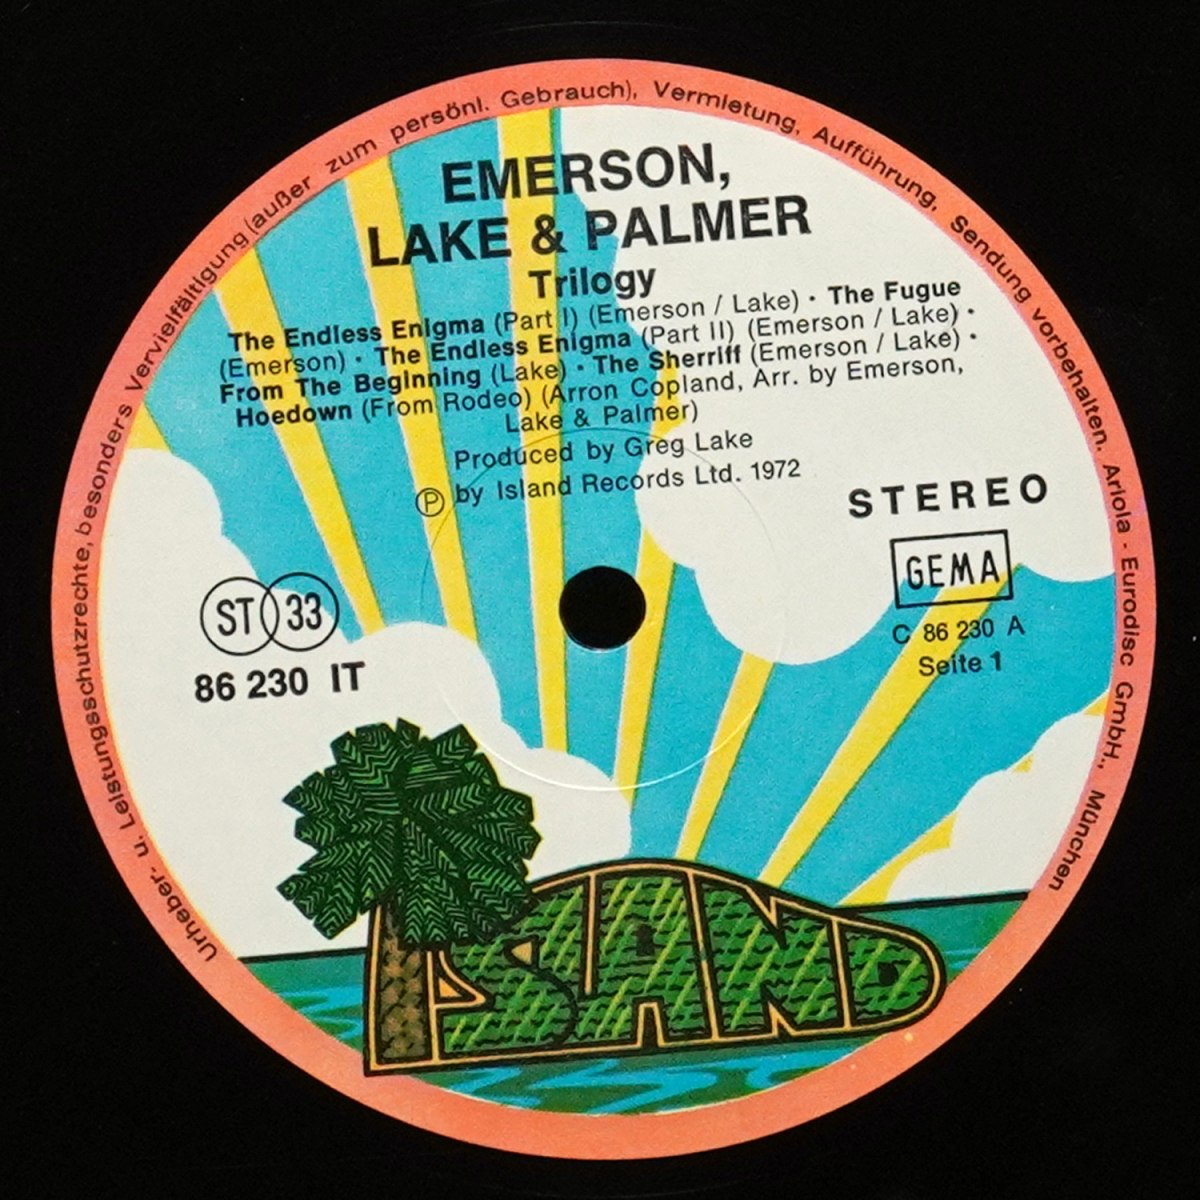 Urheber- u. Leistungsschutzrechte, besonders Vervielfältigung (außer zum persönl. Gebrauch), Vermietung, Aufführung, Sendung vorbehalten. Ariola - Eurodisc GmbH., München
EMERSON,
LAKE & PALMER
Trilogy
The Endless Enigma (Part I) (Emerson / Lake) · The Fugue
(Emerson) · The Endless Enigma (Part II) (Emerson / Lake) ·
From The Beginning (Lake) · The Sherriff (Emerson / Lake) ·
Hoedown (From Rodeo) (Arron Copland, Arr. by Emerson,
Lake & Palmer)
Produced by Greg Lake
Ⓟ by Island Records Ltd. 1972
STEREO
GEMA
C 86 230 A
Seite 1
ST 33
86 230 IT
ISLAND